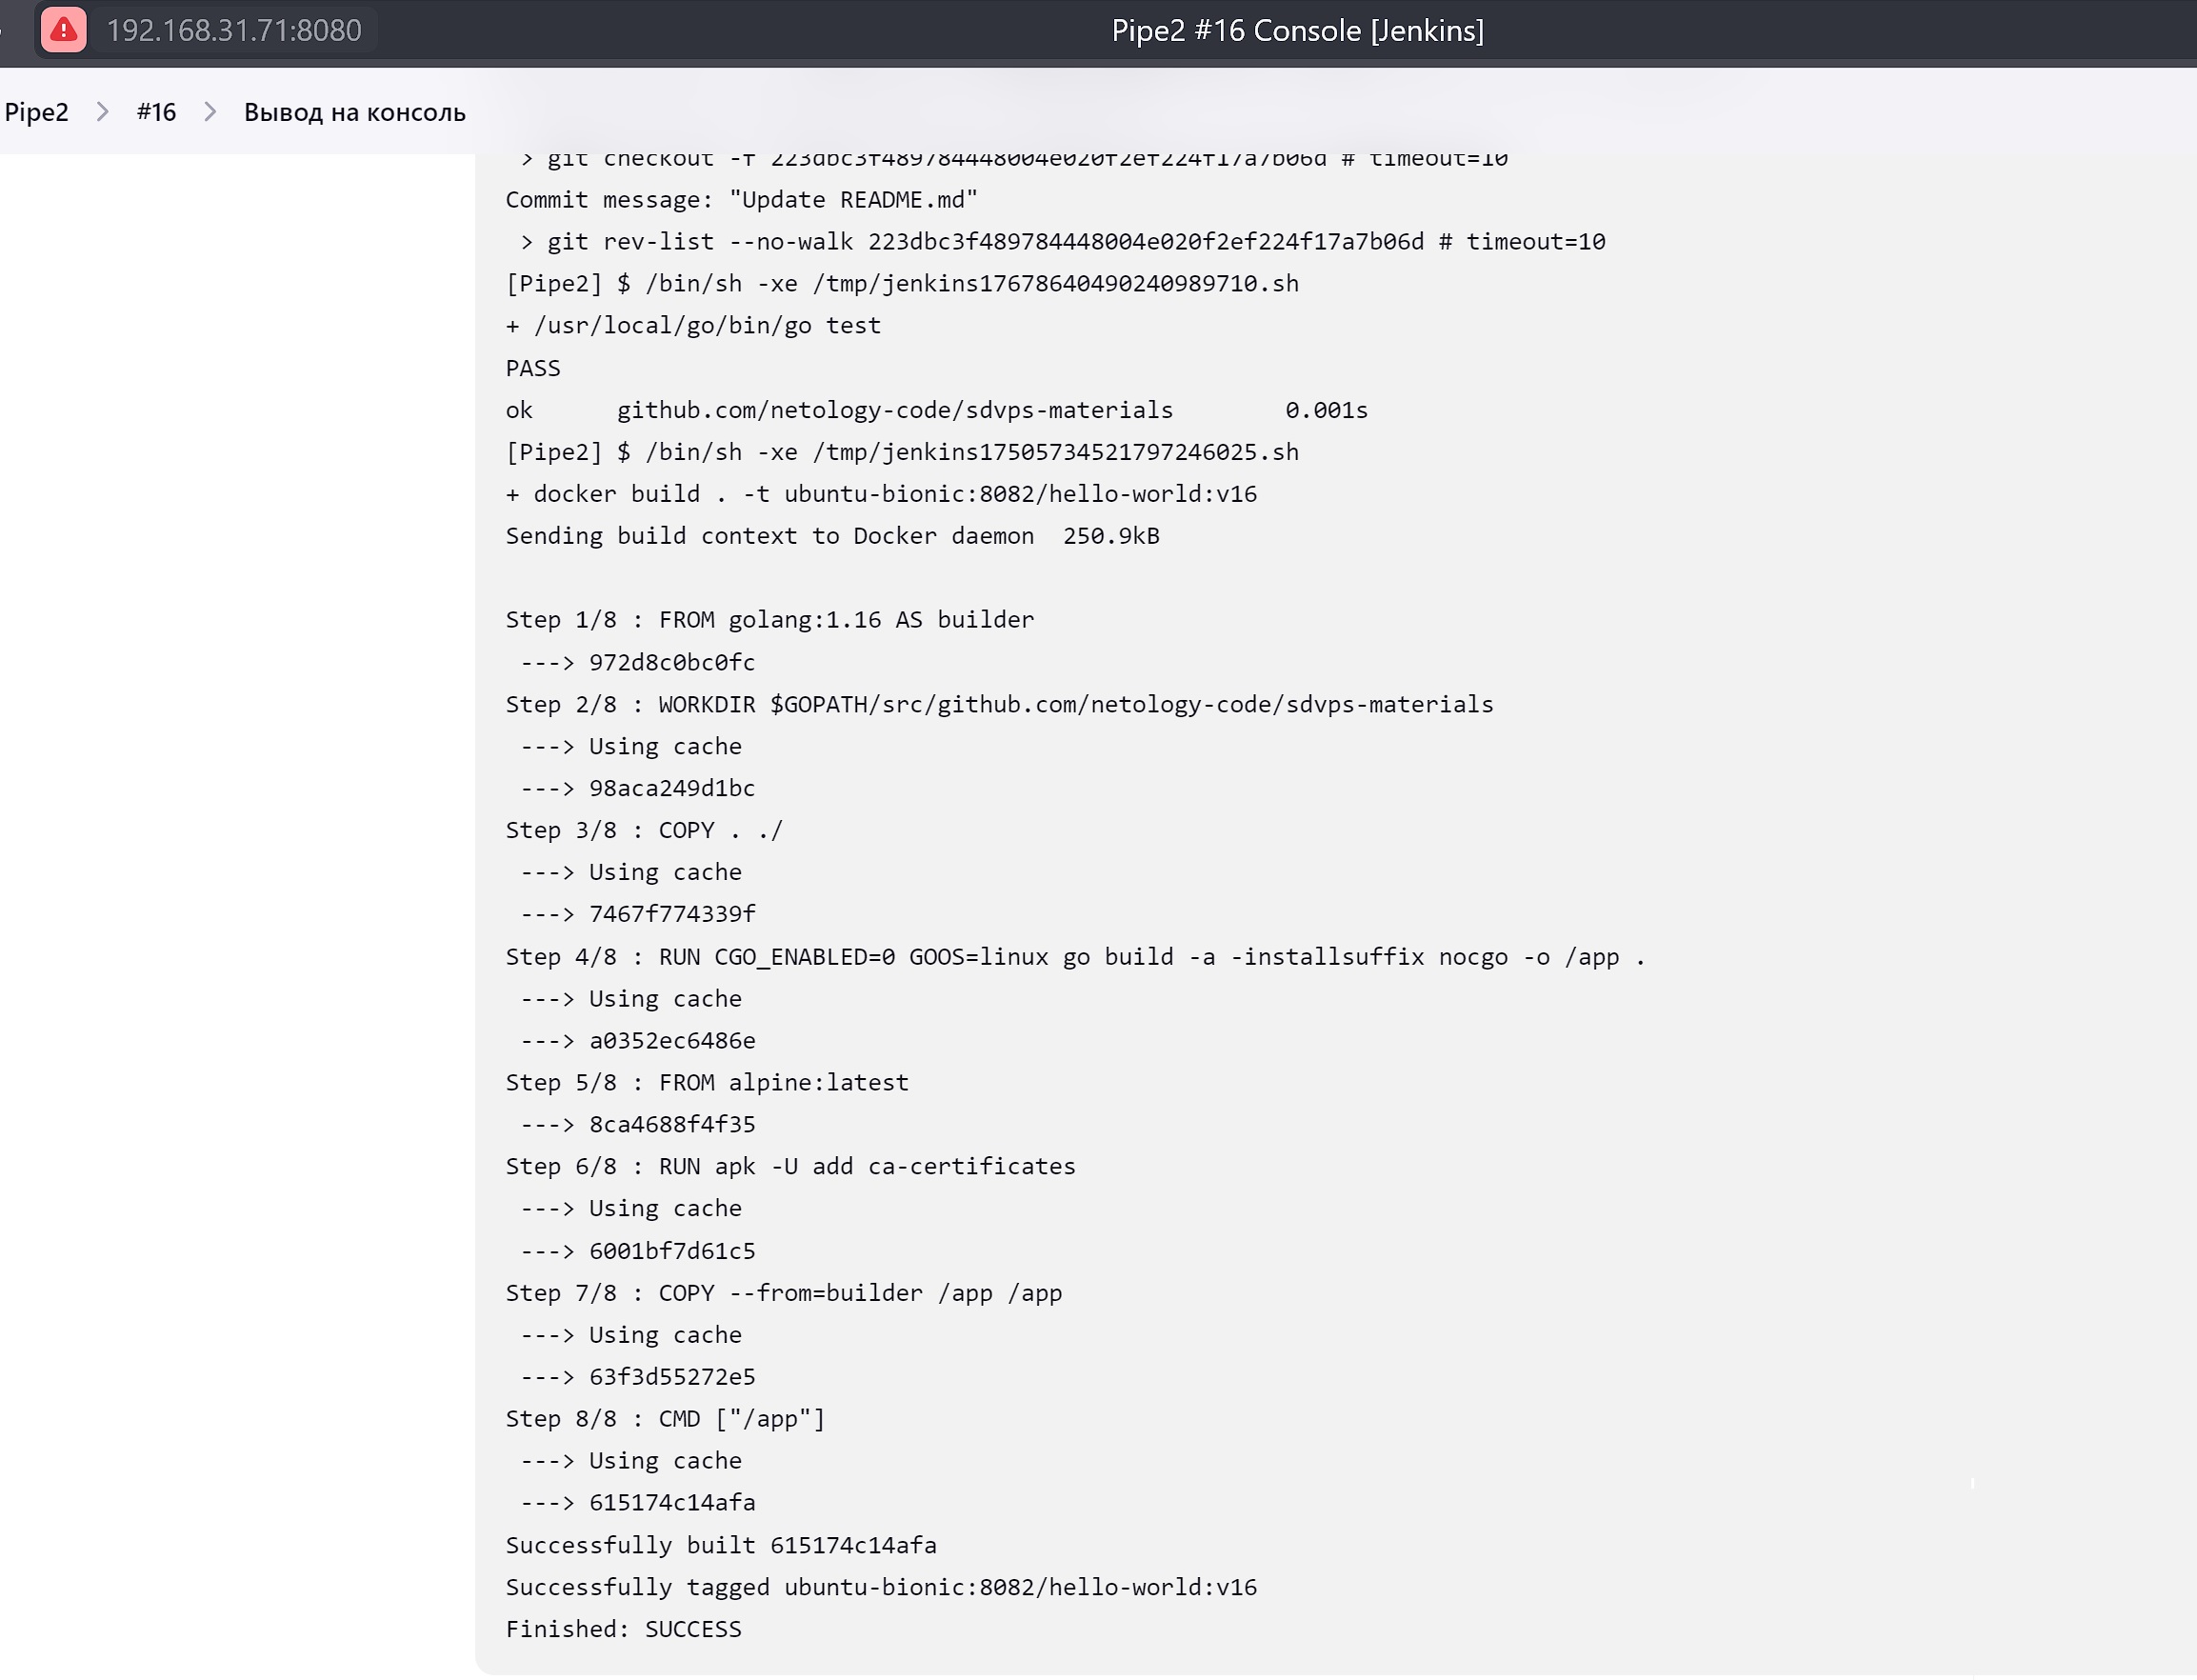 192.168.31.71:8080
Pipe2 #16 Console [Jenkins]
Pipe2 > #16 > Вывод на консоль
> git checkout -f 223dbc3f489784448004e020f2ef224f17a7b06d # timeout=10
Commit message: "Update README.md"
> git rev-list --no-walk 223dbc3f489784448004e020f2ef224f17a7b06d # timeout=10
[Pipe2] $ /bin/sh -xe /tmp/jenkins17678640490240989710.sh
+ /usr/local/go/bin/go test
PASS
ok github.com/netology-code/sdvps-materials 0.001s
[Pipe2] $ /bin/sh -xe /tmp/jenkins17505734521797246025.sh
+ docker build . -t ubuntu-bionic:8082/hello-world:v16
Sending build context to Docker daemon 250.9kB
Step 1/8 : FROM golang:1.16 AS builder
---> 972d8c0bc0fc
Step 2/8 : WORKDIR $GOPATH/src/github.com/netology-code/sdvps-materials
---> Using cache
---> 98aca249d1bc
Step 3/8 : COPY . ./
---> Using cache
---> 7467f774339f
Step 4/8 : RUN CGO_ENABLED=0 GOOS=linux go build -a -installsuffix nocgo -o /app .
---> Using cache
---> a0352ec6486e
Step 5/8 : FROM alpine:latest
---> 8ca4688f4f35
Step 6/8 : RUN apk -U add ca-certificates
---> Using cache
---> 6001bf7d61c5
Step 7/8 : COPY --from=builder /app /app
---> Using cache
---> 63f3d55272e5
Step 8/8 : CMD ["/app"]
---> Using cache
---> 615174c14afa
Successfully built 615174c14afa
Successfully tagged ubuntu-bionic:8082/hello-world:v16
Finished: SUCCESS